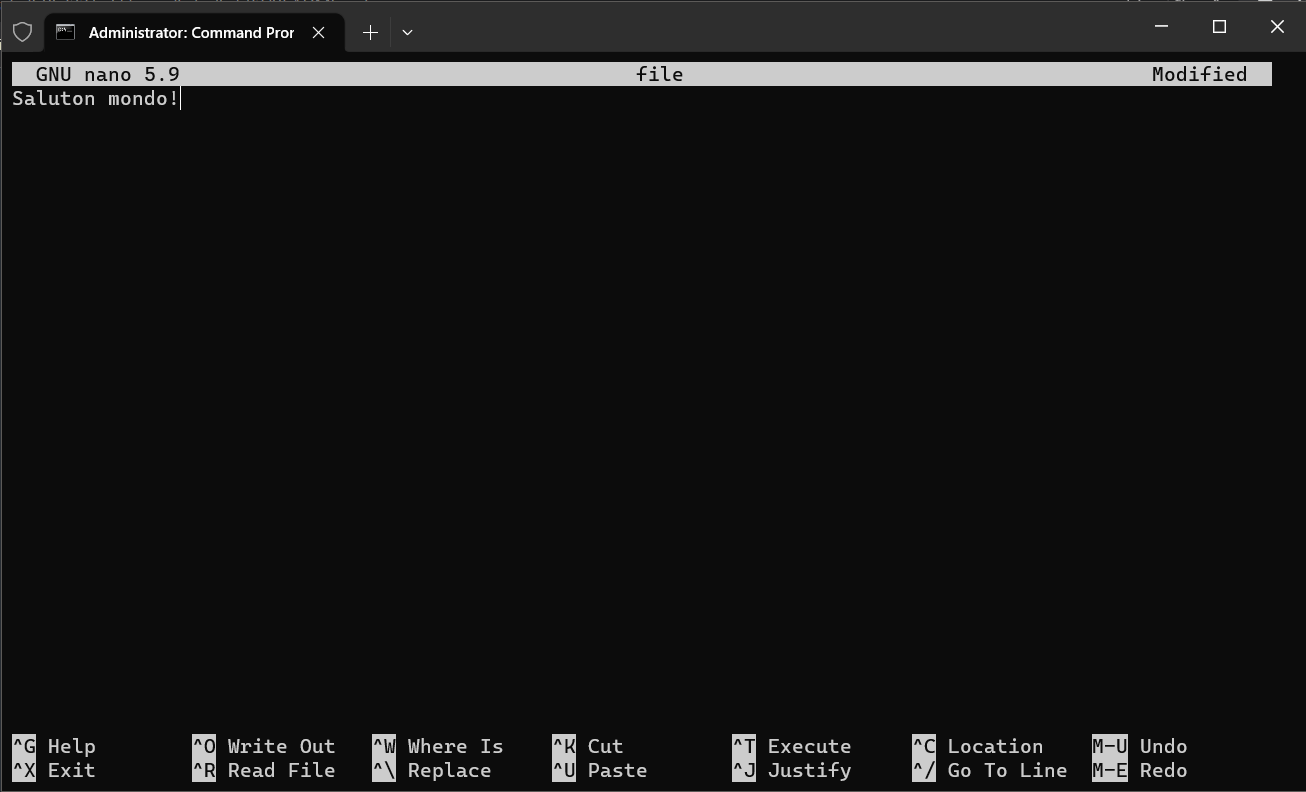 Administrator: Command Pror
GNU nano 5.9 file Modified
Saluton mondo!
^G Help ^O Write Out ^W Where Is ^K Cut ^T Execute ^C Location M-U Undo
^X Exit ^R Read File ^\ Replace ^U Paste ^J Justify ^/ Go To Line M-E Redo